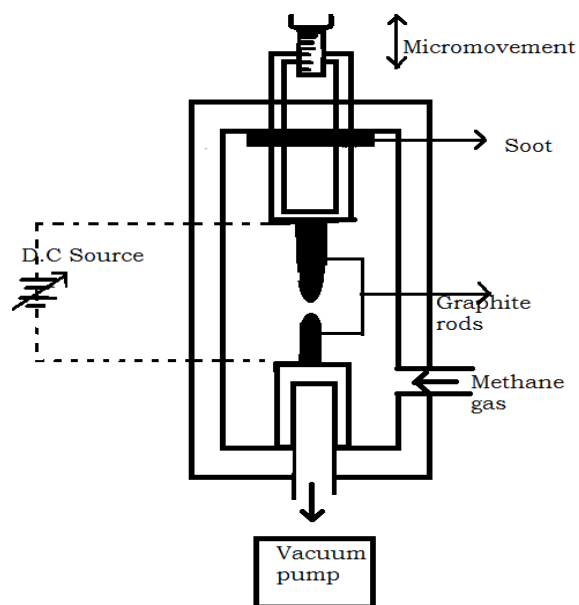 Micromovement
Soot
D.C Source
Graphite
rods
Methane
gas
Vacuum
pump